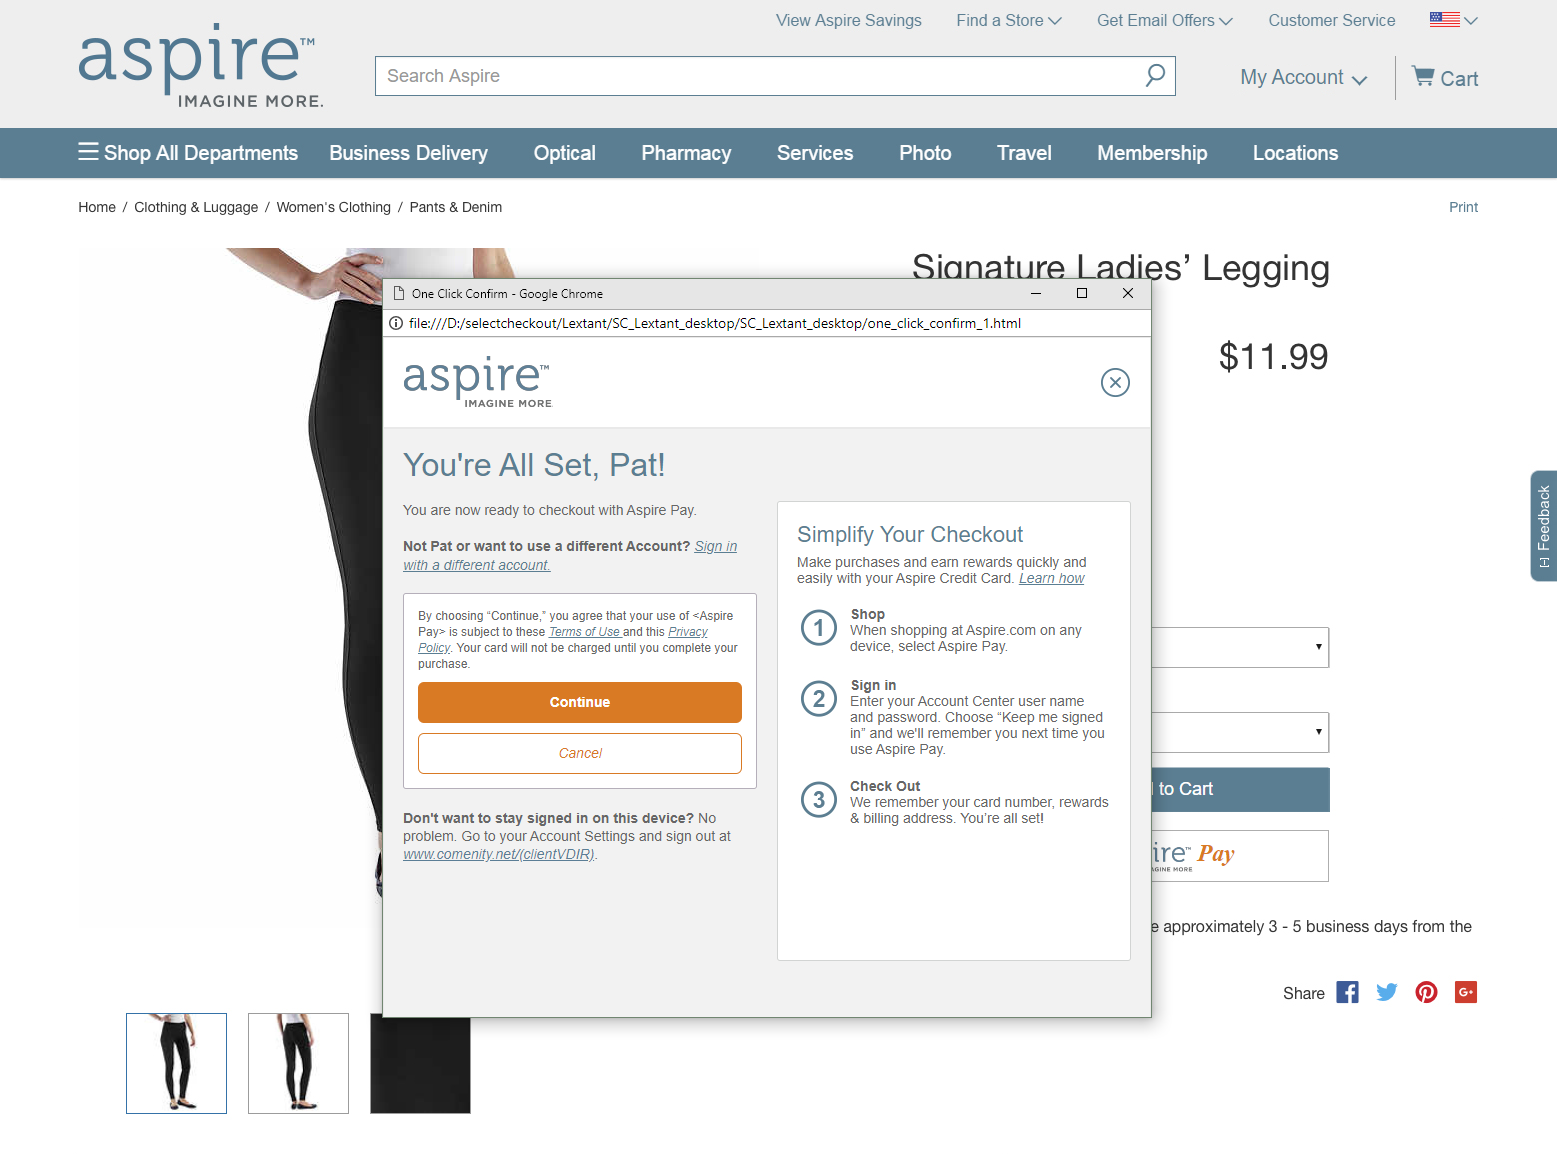 View Aspire Savings
Find a Store
Get Email Offers
Customer Service
aspire™
IMAGINE MORE.
Search Aspire
My Account
Cart
Shop All Departments
Business Delivery
Optical
Pharmacy
Services
Photo
Travel
Membership
Locations
Home / Clothing & Luggage / Women's Clothing / Pants & Denim
Print
Signature Ladies’ Legging
$11.99
One Click Confirm - Google Chrome
file:///D:/selectcheckout/Lextant/SC_Lextant_desktop/SC_Lextant_desktop/one_click_confirm_1.html
aspire™
IMAGINE MORE.
You're All Set, Pat!
You are now ready to checkout with Aspire Pay.
Not Pat or want to use a different Account? Sign in
with a different account.
By choosing “Continue,” you agree that your use of <Aspire
Pay> is subject to these Terms of Use and this Privacy
Policy. Your card will not be charged until you complete your
purchase.
Continue
Cancel
Don't want to stay signed in on this device? No
problem. Go to your Account Settings and sign out at
www.comenity.net/(clientVDIR).
Simplify Your Checkout
Make purchases and earn rewards quickly and
easily with your Aspire Credit Card. Learn how
1
Shop
When shopping at Aspire.com on any
device, select Aspire Pay.
2
Sign in
Enter your Account Center user name
and password. Choose “Keep me signed
in” and we'll remember you next time you
use Aspire Pay.
3
Check Out
We remember your card number, rewards
& billing address. You’re all set!
to Cart
ire™ Pay
AGINE MORE
e approximately 3 - 5 business days from the
Share
G+
[-] Feedback